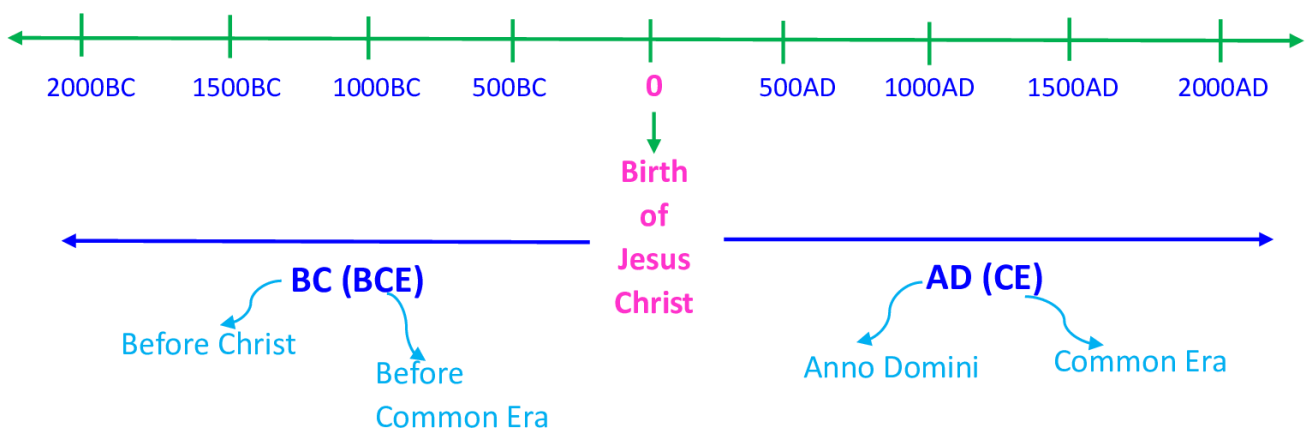 2000BC 1500BC 1000BC 500BC 0 500AD 1000AD 1500AD 2000AD
Birth
of
Jesus
Christ
BC (BCE)
Before Christ
Before
Common Era
AD (CE)
Anno Domini
Common Era